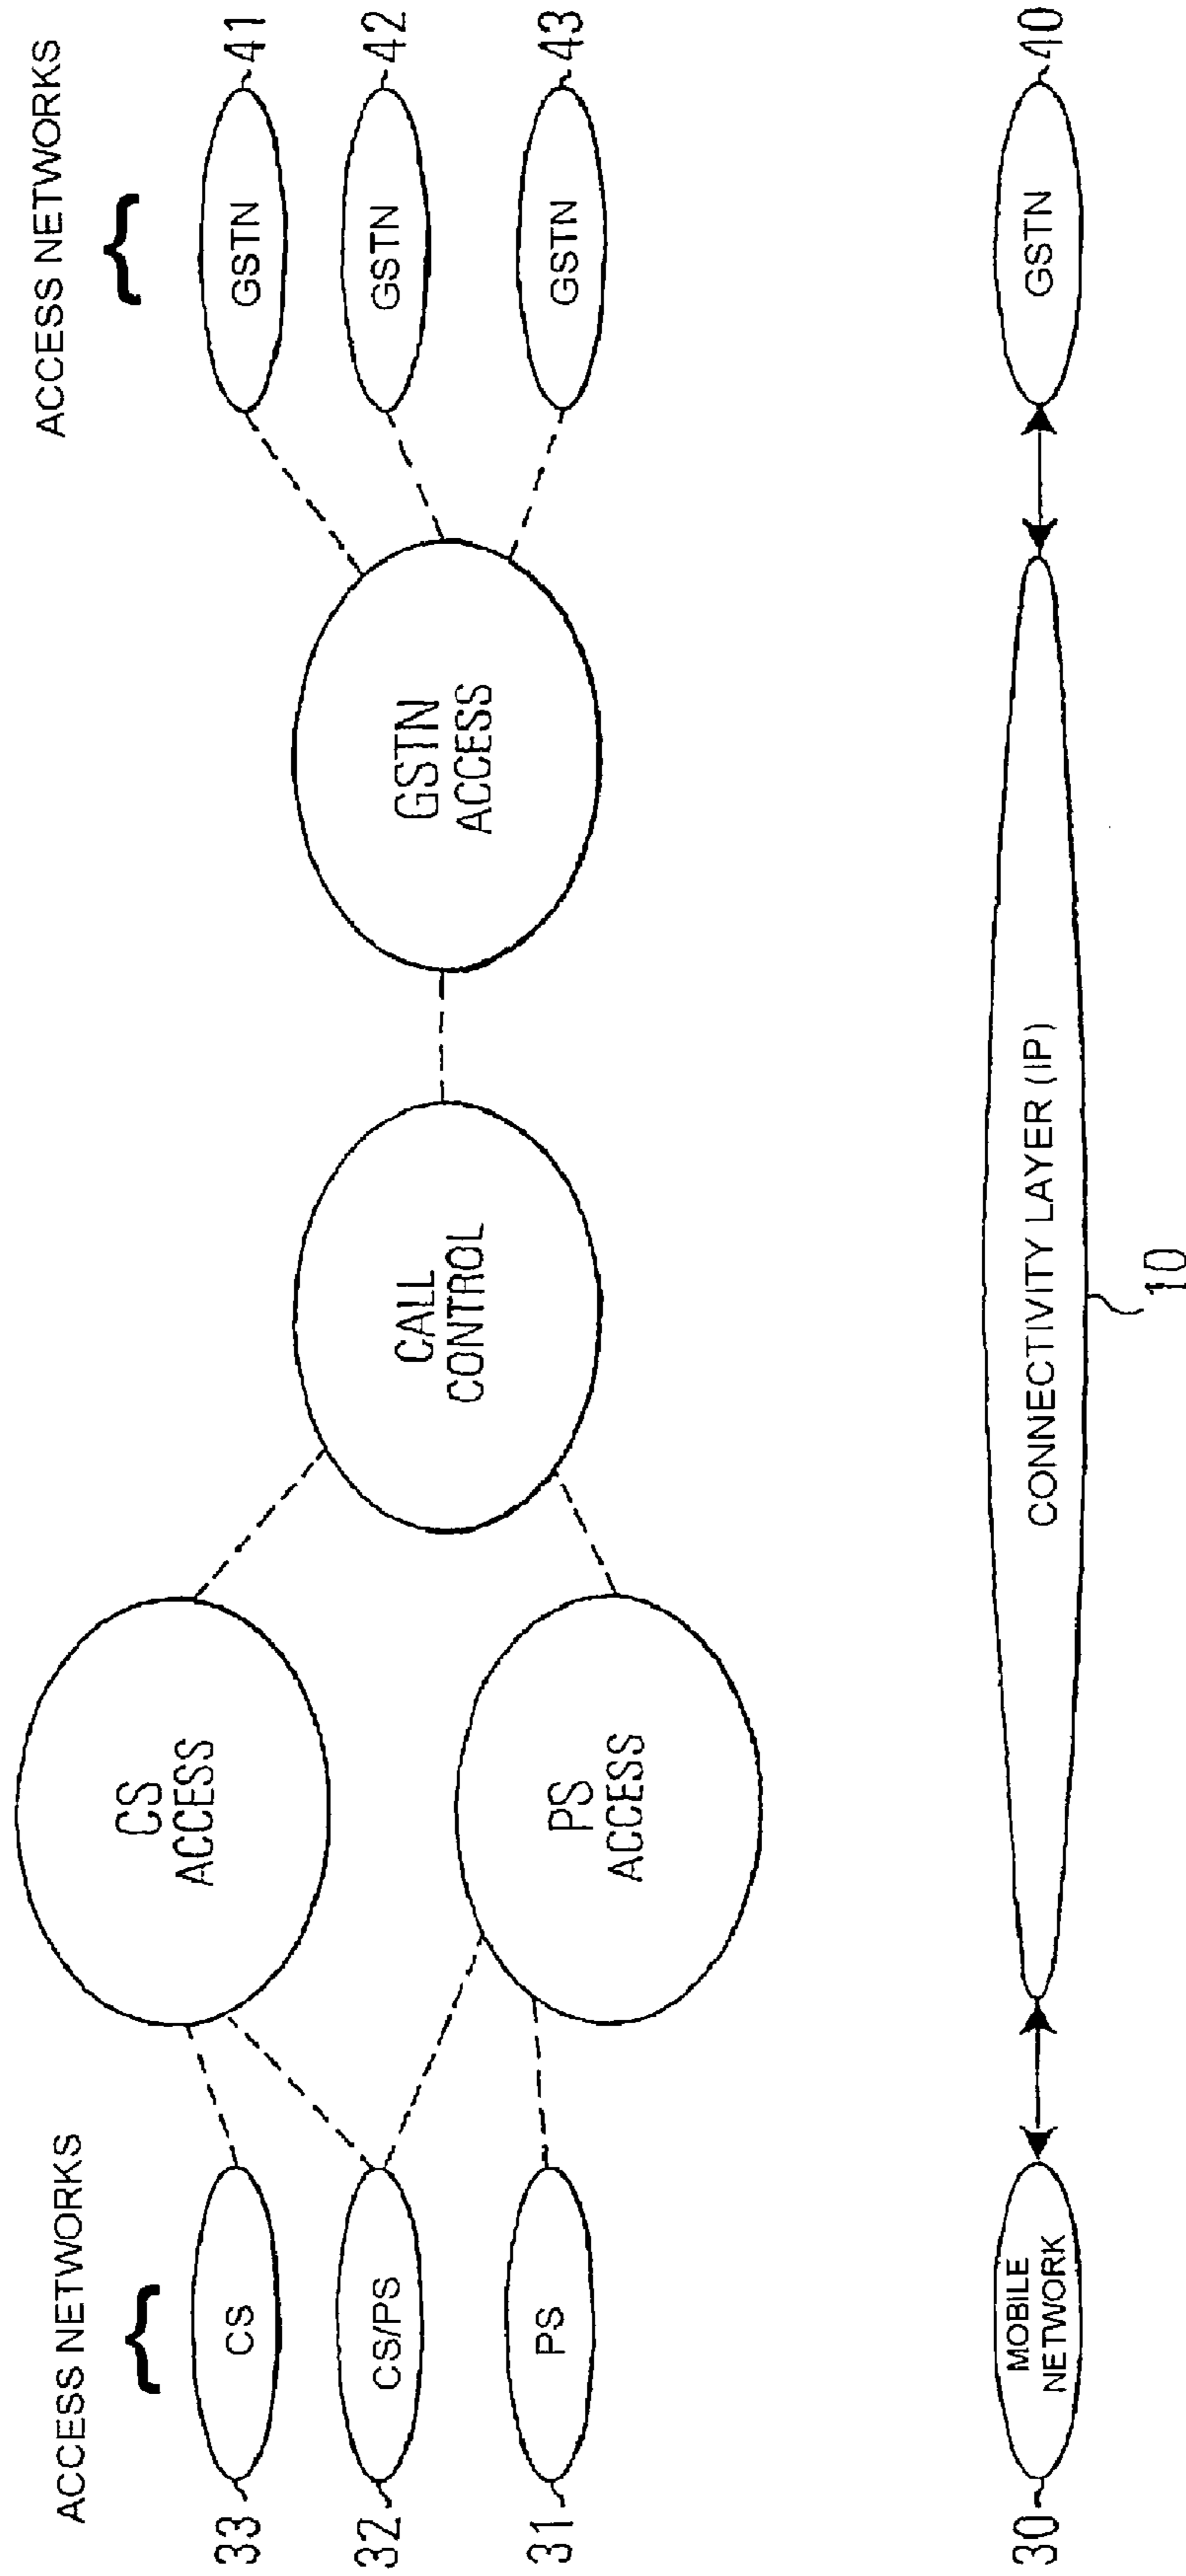 ACCESS NETWORKS
ACCESS NETWORKS
33
CS
CS
ACCESS
GSTN
41
32
CS/PS
CALL
CONTROL
GSTN
ACCESS
GSTN
42
31
PS
PS
ACCESS
GSTN
43
30
MOBILE
NETWORK
CONNECTIVITY LAYER (IP)
GSTN
40
10